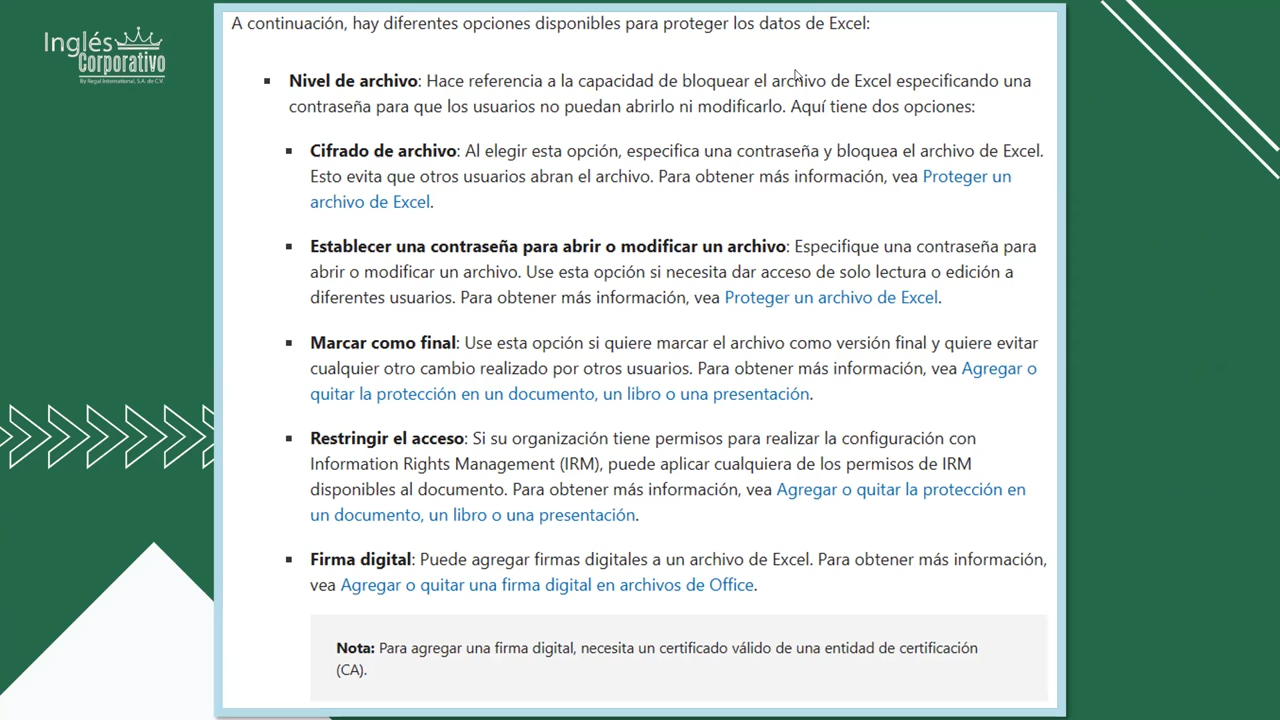 Inglés
Corporativo
By Regal International, S.A. de C.V.
A continuación, hay diferentes opciones disponibles para proteger los datos de Excel:
▪ Nivel de archivo: Hace referencia a la capacidad de bloquear el archivo de Excel especificando una
contraseña para que los usuarios no puedan abrirlo ni modificarlo. Aquí tiene dos opciones:
▪ Cifrado de archivo: Al elegir esta opción, especifica una contraseña y bloquea el archivo de Excel.
Esto evita que otros usuarios abran el archivo. Para obtener más información, vea Proteger un
archivo de Excel.
▪ Establecer una contraseña para abrir o modificar un archivo: Especifique una contraseña para
abrir o modificar un archivo. Use esta opción si necesita dar acceso de solo lectura o edición a
diferentes usuarios. Para obtener más información, vea Proteger un archivo de Excel.
▪ Marcar como final: Use esta opción si quiere marcar el archivo como versión final y quiere evitar
cualquier otro cambio realizado por otros usuarios. Para obtener más información, vea Agregar o
quitar la protección en un documento, un libro o una presentación.
▪ Restringir el acceso: Si su organización tiene permisos para realizar la configuración con
Information Rights Management (IRM), puede aplicar cualquiera de los permisos de IRM
disponibles al documento. Para obtener más información, vea Agregar o quitar la protección en
un documento, un libro o una presentación.
▪ Firma digital: Puede agregar firmas digitales a un archivo de Excel. Para obtener más información,
vea Agregar o quitar una firma digital en archivos de Office.
Nota: Para agregar una firma digital, necesita un certificado válido de una entidad de certificación
(CA).